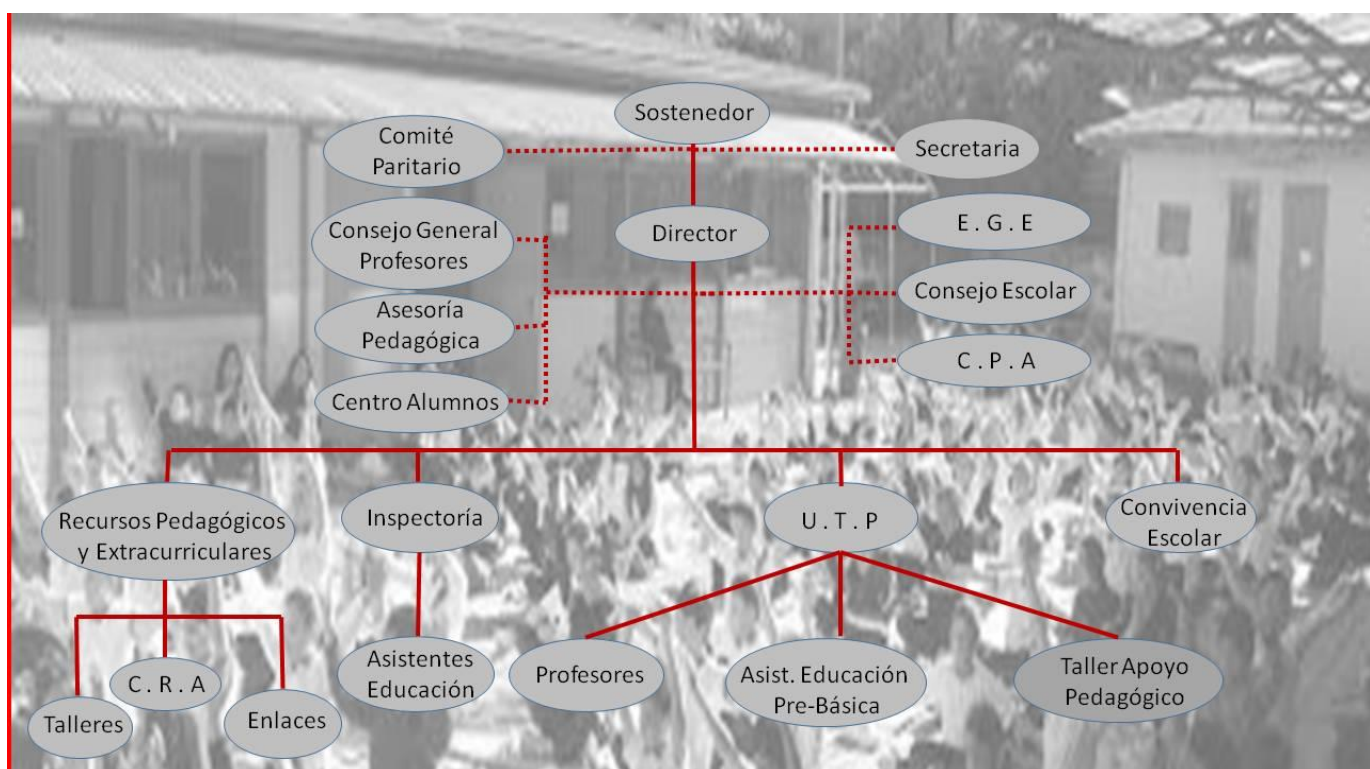 Sostenedor
Comité
Paritario
Secretaria
Consejo General
Profesores
Director
E . G . E
Consejo Escolar
Asesoría
Pedagógica
C . P . A
Centro Alumnos
Recursos Pedagógicos
y Extracurriculares
Inspectoría
U . T . P
Convivencia
Escolar
Talleres
C . R . A
Enlaces
Asistentes
Educación
Profesores
Asist. Educación
Pre-Básica
Taller Apoyo
Pedagógico